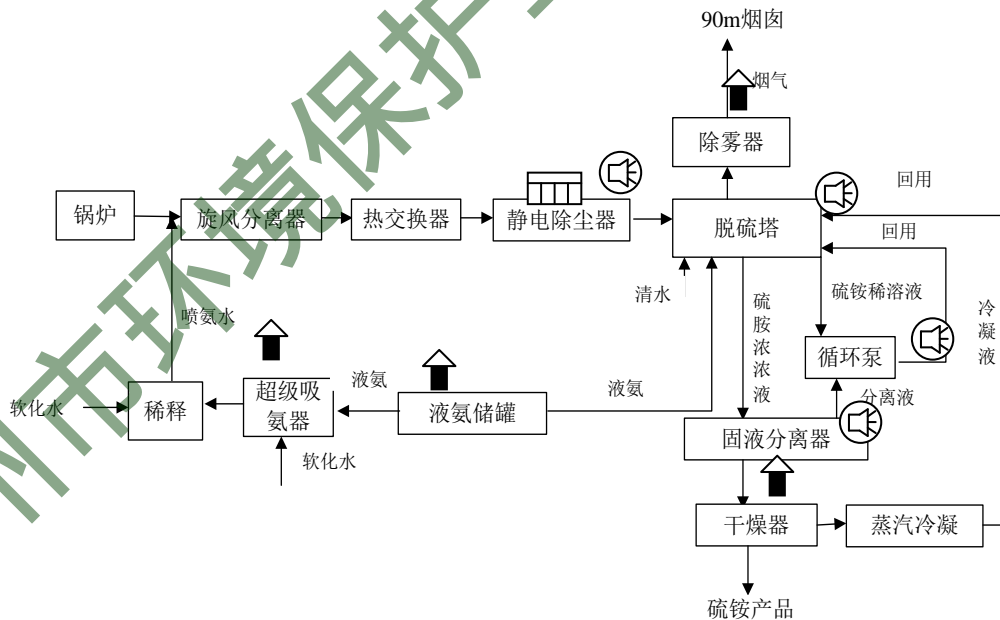 90m烟囱
烟气
除雾器
回用
锅炉
旋风分离器
热交换器
静电除尘器
脱硫塔
回用
清水
硫铵稀溶液
喷氨水
硫胺浓浓液
冷凝液
循环泵
液氨
液氨
分离液
软化水
稀释
超级吸
氨器
液氨储罐
固液分离器
软化水
干燥器
蒸汽冷凝
硫铵产品
州市环境保护